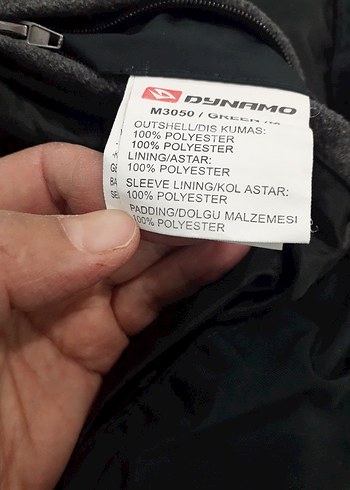 DYNAMO
M3050 / GREEN
OUTSHELL/DIS KUMAS:
100% POLYESTER
100% POLYESTER
LINING/ASTAR:
100% POLYESTER
SLEEVE LINING/KOL ASTAR:
100% POLYESTER
PADDING/DOLGU MALZEMESI
100% POLYESTER